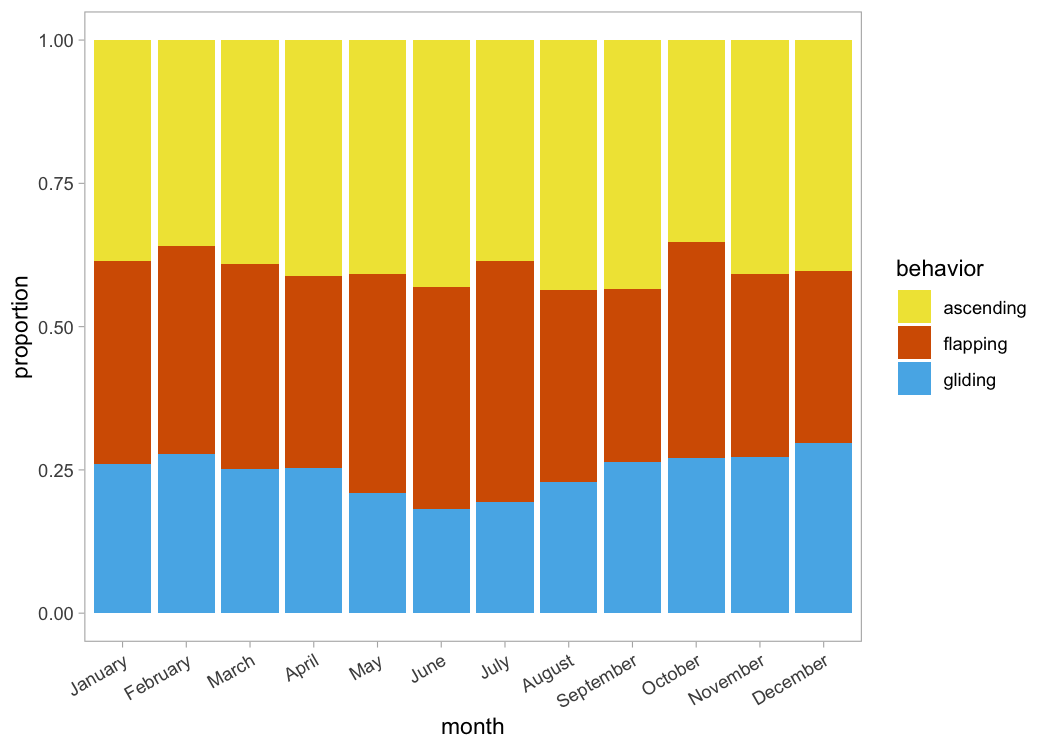 1.00
0.75
0.50
0.25
0.00
proportion
January
February
March
April
May
June
July
August
September
October
November
December
month
behavior
ascending
flapping
gliding